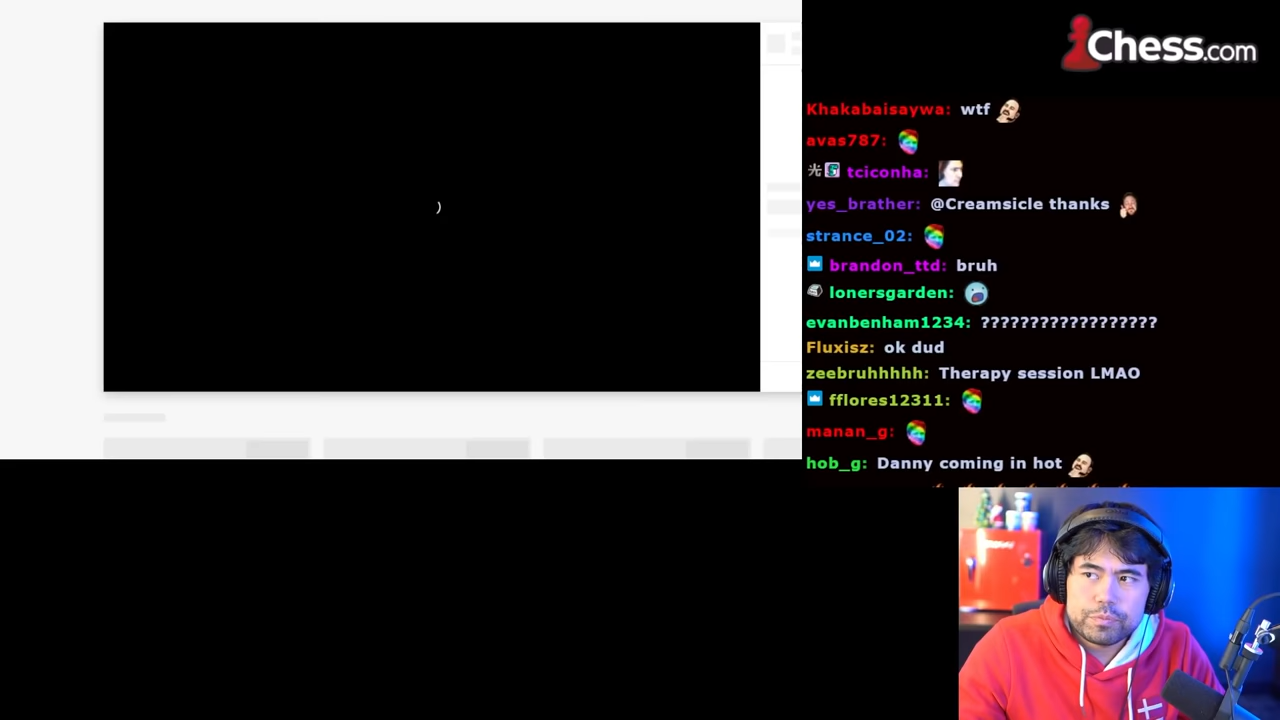 Chess.com
Khakabaisaywa: wtf
avas787:
光 tciconha:
yes_brather: @Creamsicle thanks
strance_02:
brandon_ttd: bruh
lonersgarden:
evanbenham1234: ??????????????????
Fluxisz: ok dud
zeebruhhhhh: Therapy session LMAO
fflores12311:
manan_g:
hob_g: Danny coming in hot